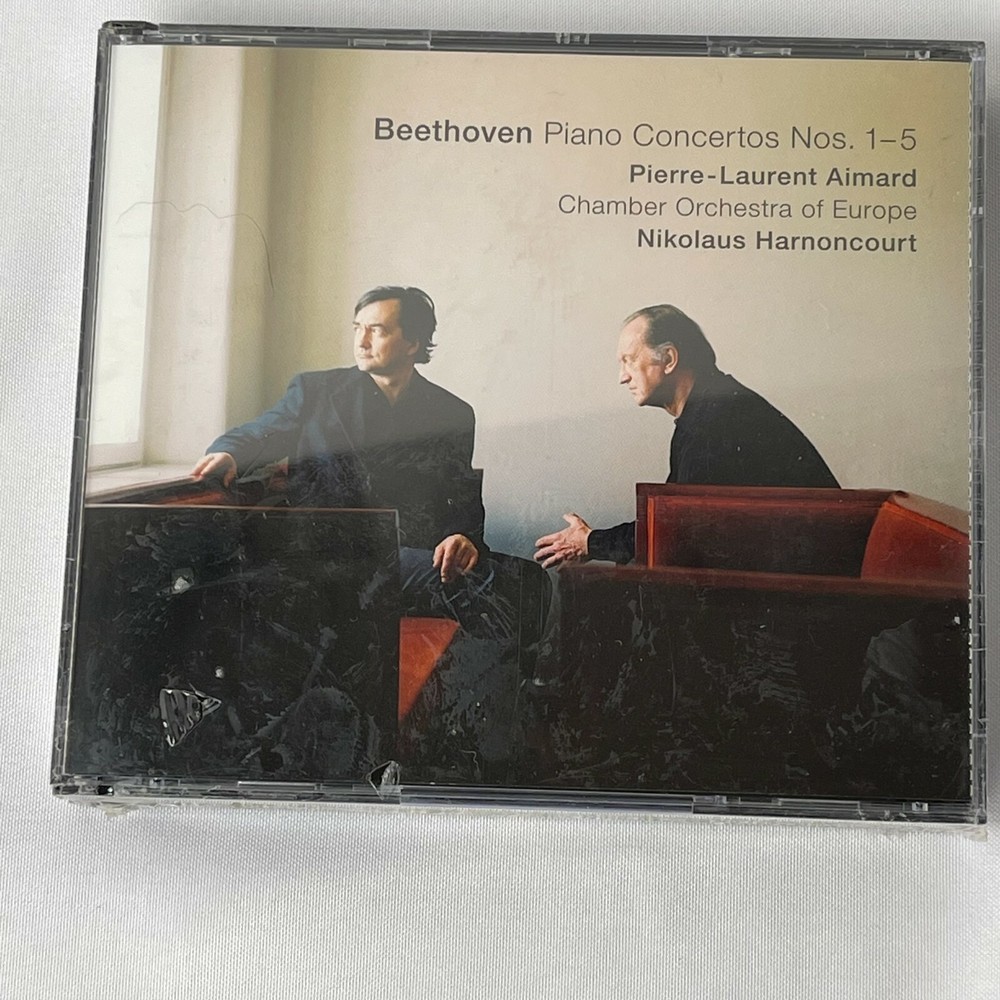 Beethoven Piano Concertos Nos. 1–5
Pierre-Laurent Aimard
Chamber Orchestra of Europe
Nikolaus Harnoncourt